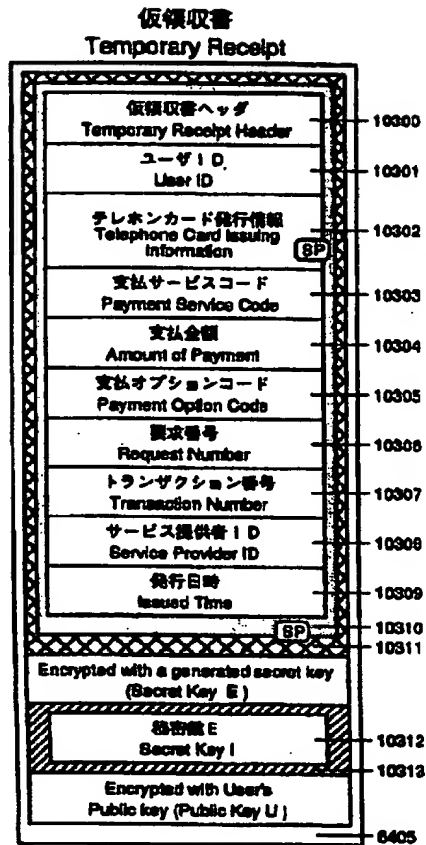 仮領収書
Temporary Receipt
仮領収書ヘッダ
Temporary Receipt Header
10300
ユーザID
User ID
10301
テレホンカード発行情報
Telephone Card Issuing
Information
10302
SP
支払サービスコード
Payment Service Code
10303
支払金額
Amount of Payment
10304
支払オプションコード
Payment Option Code
10305
要求番号
Request Number
10306
トランザクション番号
Transaction Number
10307
サービス提供者ID
Service Provider ID
10308
発行日時
Issued Time
10309
10310
SP
10311
Encrypted with a generated secret key
(Secret Key E)
秘密鍵E
Secret Key I
10312
10313
Encrypted with User's
Public key (Public Key U)
6405